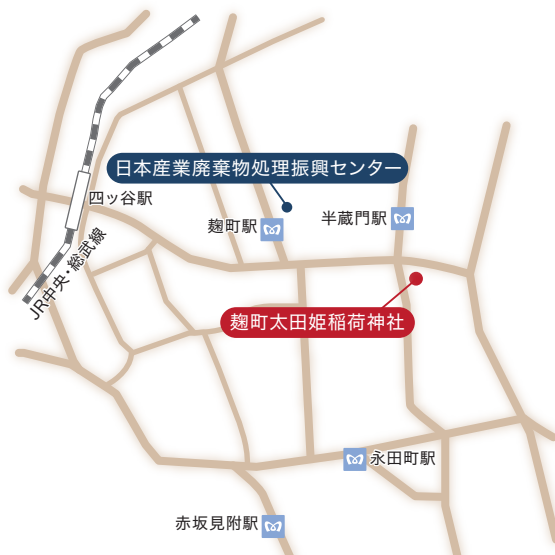 日本産業廃棄物処理振興センター
四ッ谷駅
麹町駅
半蔵門駅
JR中央・総武線
麹町太田姫稲荷神社
永田町駅
赤坂見附駅